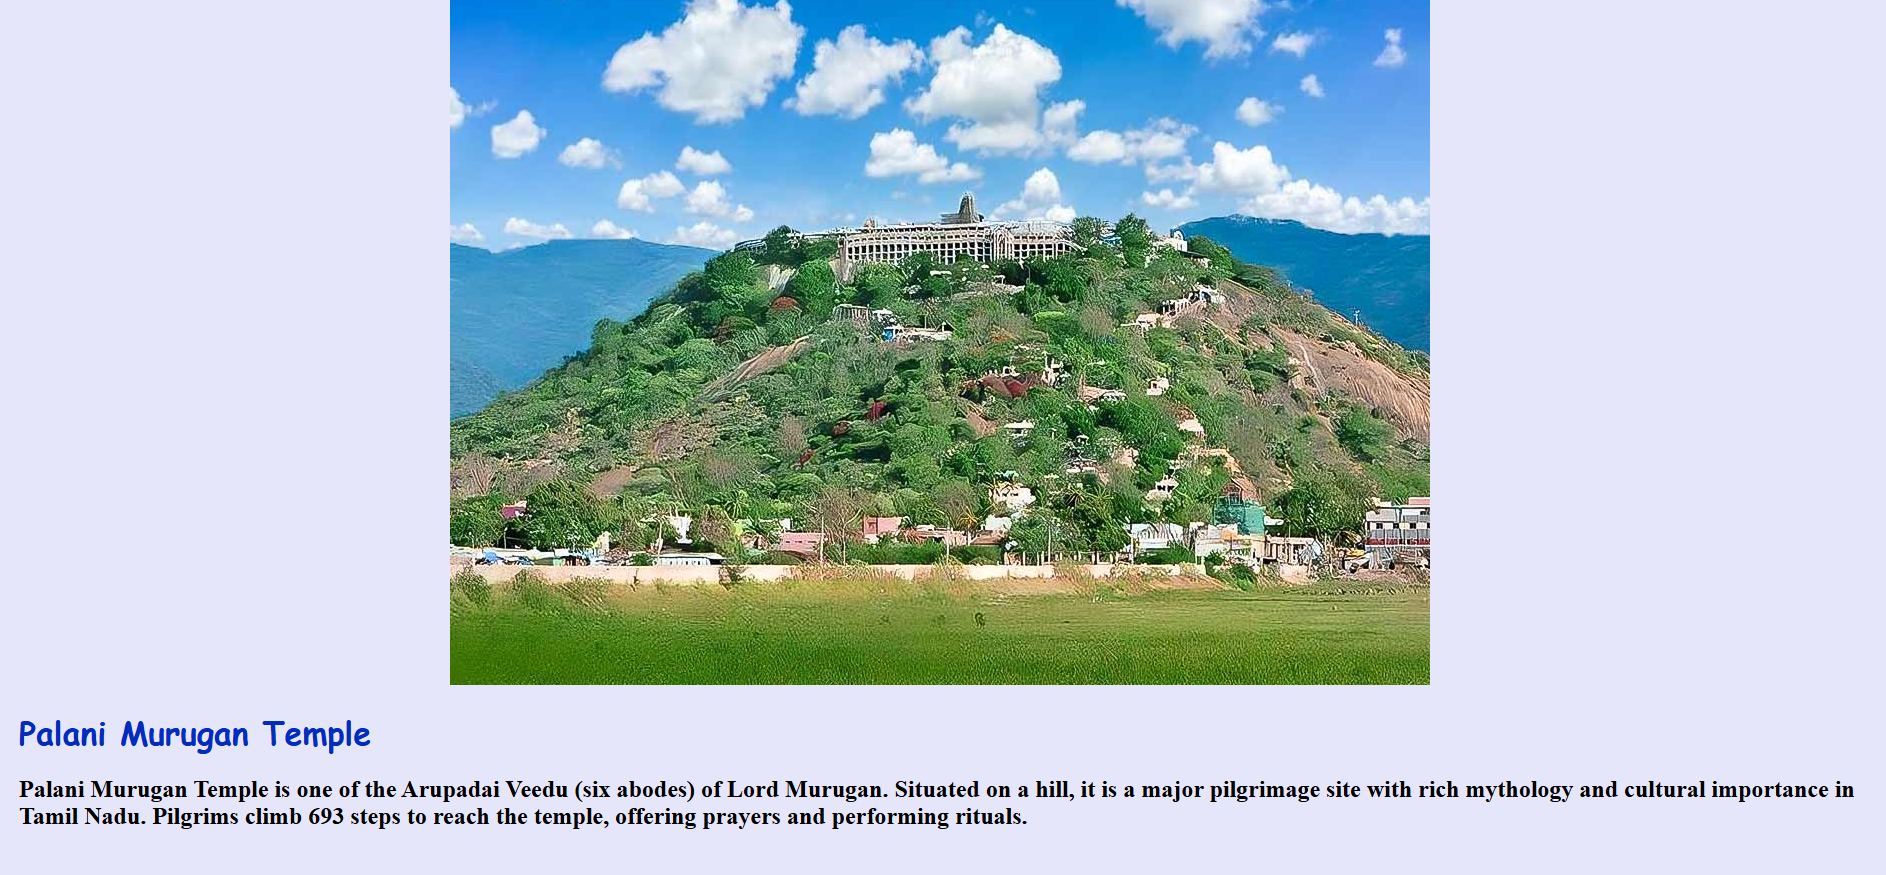 Palani Murugan Temple
Palani Murugan Temple is one of the Arupadai Veedu (six abodes) of Lord Murugan. Situated on a hill, it is a major pilgrimage site with rich mythology and cultural importance in
Tamil Nadu. Pilgrims climb 693 steps to reach the temple, offering prayers and performing rituals.